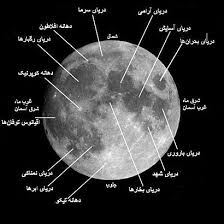 دریای سرما
دهانه افلاطون
دریای آرامی
دریای آسایش
دریای رگبارها
دریای بحران‌ها
شمال
دهانه کوپرنیک
غرب ماه
شرق آسمان
شرق ماه
غرب آسمان
اقیانوس توفان‌ها
دریای باروری
دریای شهد
دریای نمناکی
دریای ابرها
دریای بخارها
جنوب
دهانه تیکو